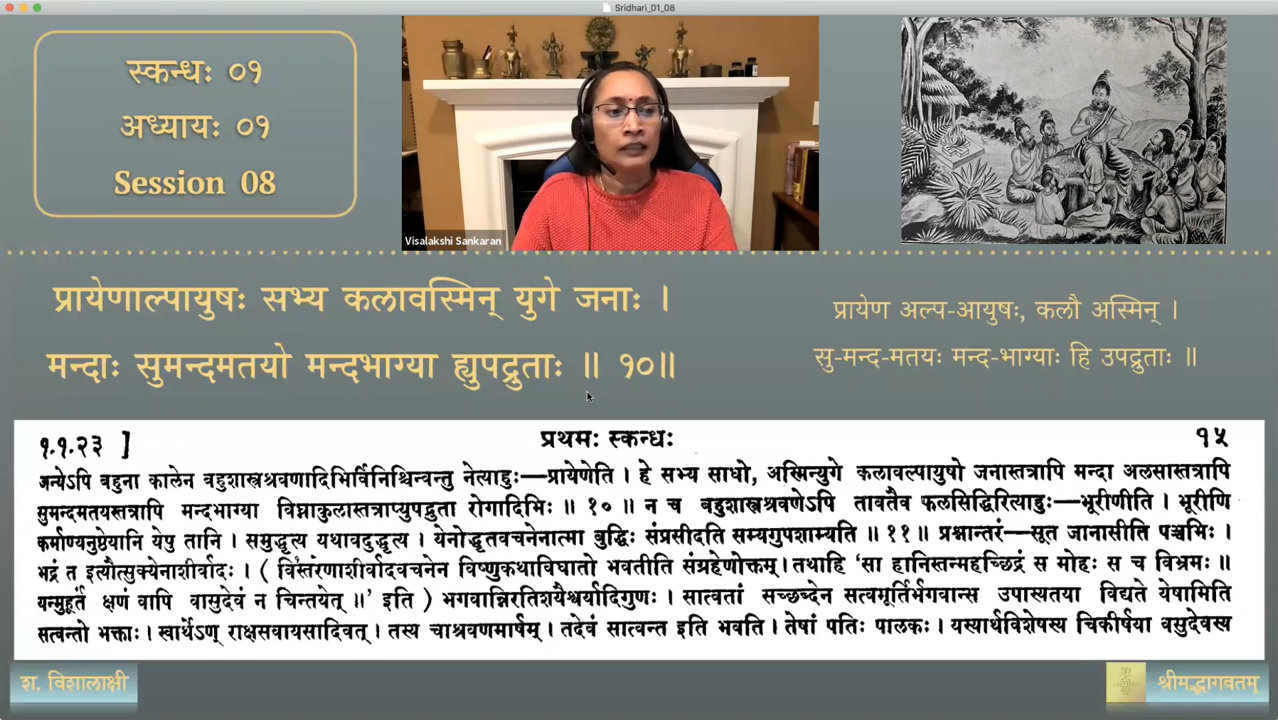 Sridhari_01_08
स्कन्धः ०१
अध्यायः ०१
Session 08
Visalakshi Sankaran
प्रायेणाल्पायुषः सभ्य कलावस्मिन् युगे जनाः ।
मन्दाः सुमन्दमतयो मन्दभाग्या ह्युपद्रुताः ॥ १०॥
प्रायेण अल्प-आयुषः, कलौ अस्मिन् ।
सु-मन्द-मतयः मन्द-भाग्याः हि उपद्रुताः ॥
१.१.२३ ] प्रथमः स्कन्धः १५
अन्येऽपि बहुना कालेन बहुशास्त्रश्रवणादिभिर्विनिश्चिन्वन्तु नेत्याहुः—प्रायेणेति । हे सभ्य साधो, अस्मिन्युगे कलावल्पायुषो जनास्तत्रापि मन्दा अलसास्तत्रापि
सुमन्दमतयस्तत्रापि मन्दभाग्या विघ्नाकुलास्तत्राप्युपद्रुता रोगादिभिः ॥ १० ॥ न च बहुशास्त्रश्रवणेऽपि तावतैव फलसिद्धिरित्याहुः—भूरीणीति । भूरीणि
कर्माण्यनुष्ठेयानि येषु तानि । समुद्धृत्य यथावदुद्धृत्य । येनोद्धृतवचनेनात्मा बुद्धिः संप्रसीदति सम्यगुपशाम्यति ॥ ११ ॥ प्रश्नान्तरं—सूत जानासीति पञ्चभिः ।
भद्रं त इत्यौत्सुक्येनाशीर्वादः । ( विस्तरेणाशीर्वादवचनेन विष्णुकथाविघातो भवतीति संग्रहेणोक्तम् । तथाहि 'सा हानिस्तन्महच्छिद्रं स मोहः स च विभ्रमः ॥
यन्मुहूर्तं क्षणं वापि वासुदेवं न चिन्तयेत् ॥' इति ) भगवान्निरतिशयैश्वर्यादिगुणः । सात्वतां सच्छब्देन सत्वमूर्तिर्भगवान्स उपास्यतया विद्यते येषामिति
सत्वन्तो भक्ताः । स्वार्थेऽण् राक्षसवायसादिवत् । तस्य चाश्रवणमार्षम् । तदेवं सात्वन्त इति भवति । तेषां पतिः पालकः । यस्यार्थविशेषस्य चिकीर्षया वसुदेवस्य
श. विशालाक्षी
श्रीमद्भागवतम्